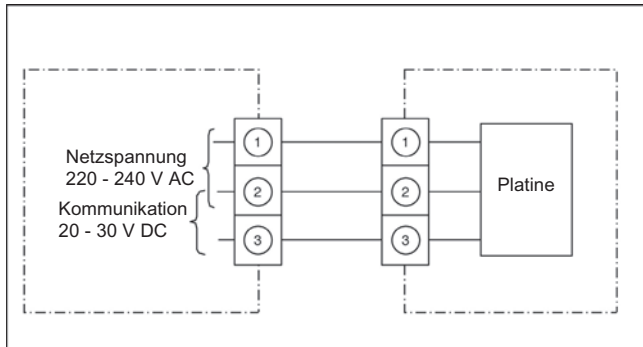 Netzspannung
220 - 240 V AC
Kommunikation
20 - 30 V DC
1
2
3
1
2
3
Platine